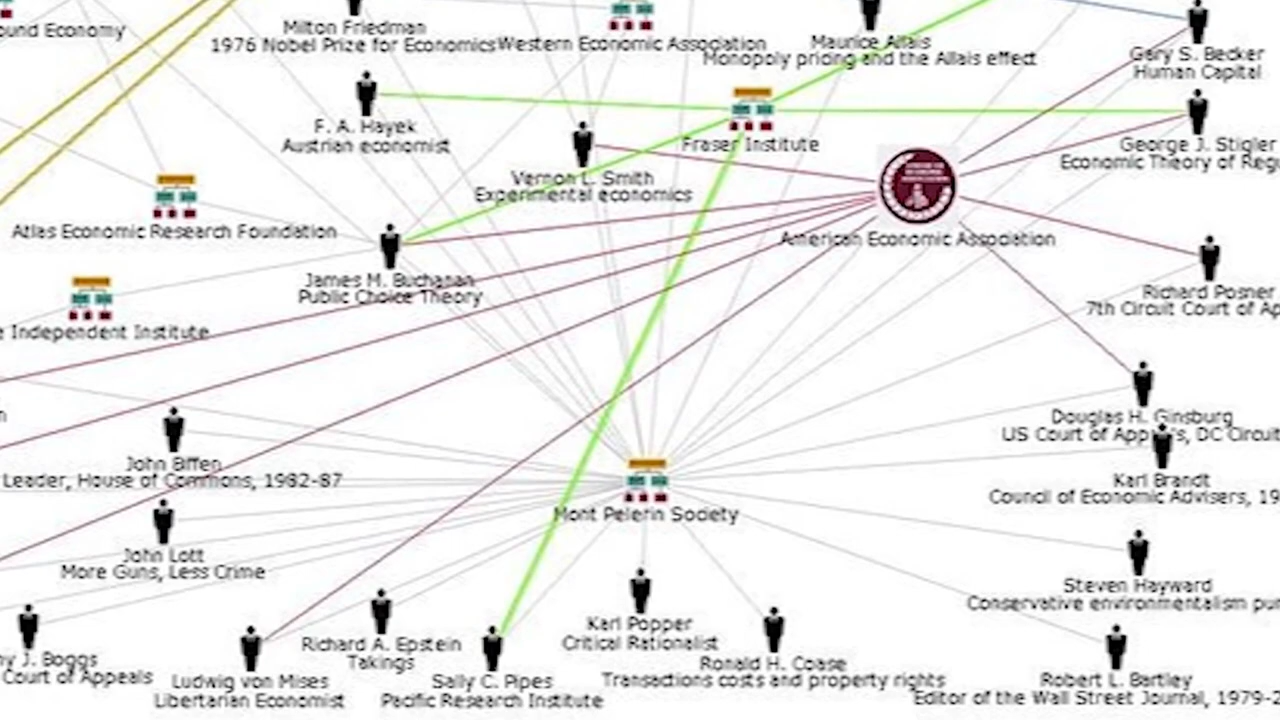 ound Economy
Milton Friedman
1976 Nobel Prize for Economics
Western Economic Association
Maurice Allais
Monopoly pricing and the Allais effect
Gary S. Becker
Human Capital
F. A. Hayek
Austrian economist
Fraser Institute
George J. Stigler
Economic Theory of Reg
Vernon L. Smith
Experimental economics
Atlas Economic Research Foundation
American Economic Association
James M. Buchanan
Public Choice Theory
Richard Posner
7th Circuit Court of Ap
e Independent Institute
n
Douglas H. Ginsburg
US Court of Appeals, DC Circuit
John Biffen
Leader, House of Commons, 1982-87
Karl Brandt
Council of Economic Advisers, 19
Mont Pelerin Society
John Lott
More Guns, Less Crime
Steven Hayward
Conservative environmentalism pu
Karl Popper
Critical Rationalist
Richard A. Epstein
Takings
Ronald H. Coase
Transactions costs and property rights
ny J. Boggs
Court of Appeals
Ludwig von Mises
Libertarian Economist
Sally C. Pipes
Pacific Research Institute
Robert L. Bartley
Editor of the Wall Street Journal, 1979-2